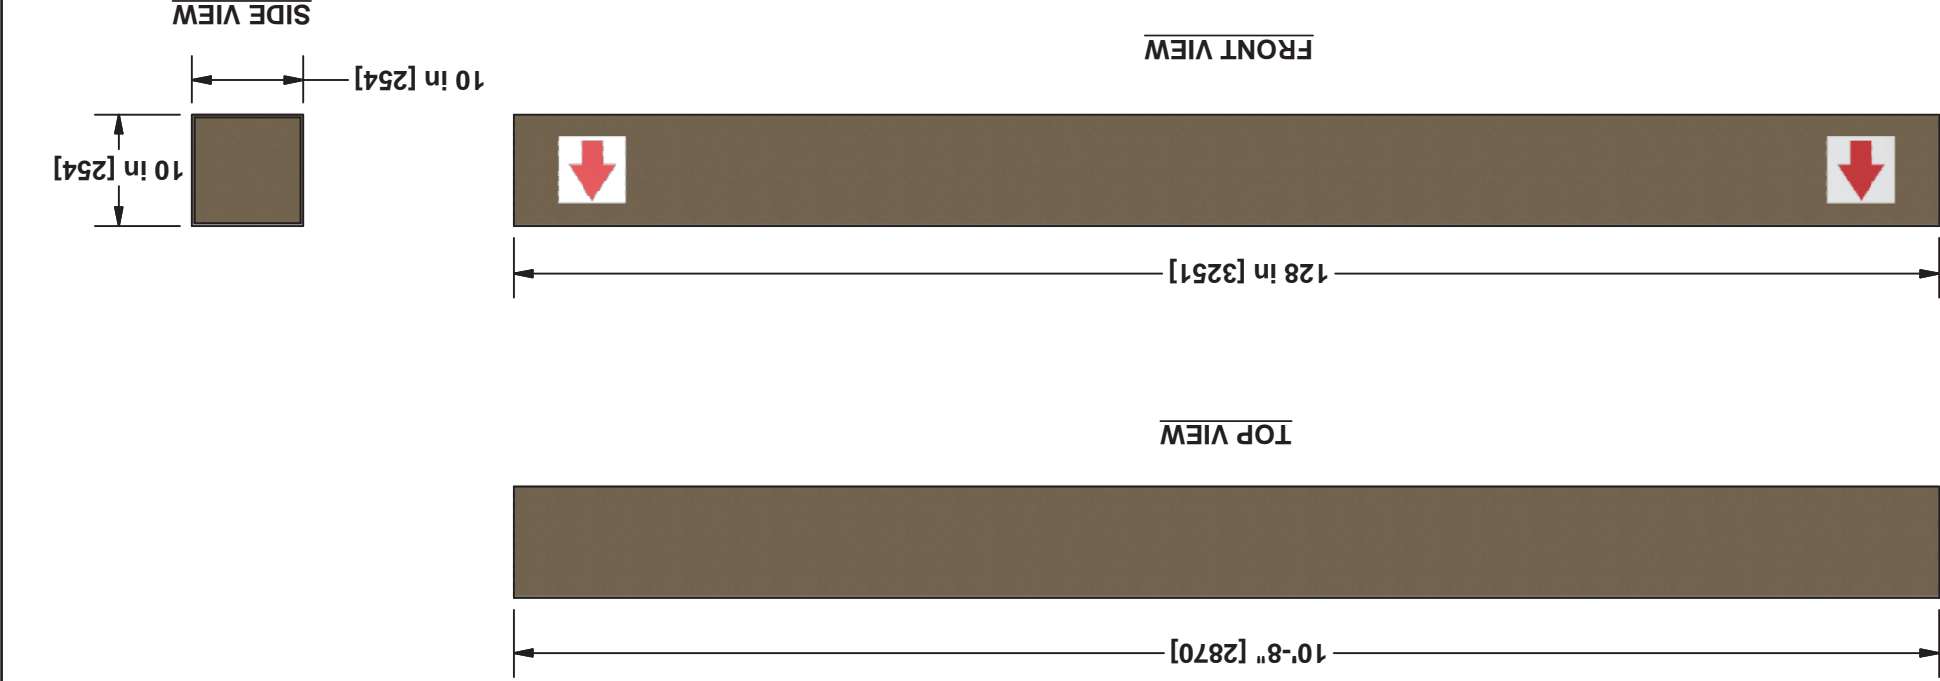 10'-8" [2870]
TOP VIEW
128 in [3251]
10 in [254]
10 in [254]
FRONT VIEW
SIDE VIEW